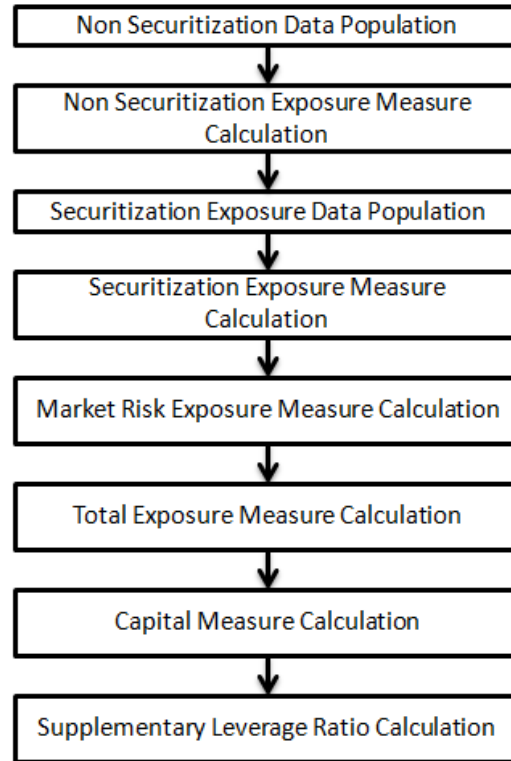 Non Securitization Data Population
Non Securitization Exposure Measure
Calculation
Securitization Exposure Data Population
Securitization Exposure Measure
Calculation
Market Risk Exposure Measure Calculation
Total Exposure Measure Calculation
Capital Measure Calculation
Supplementary Leverage Ratio Calculation